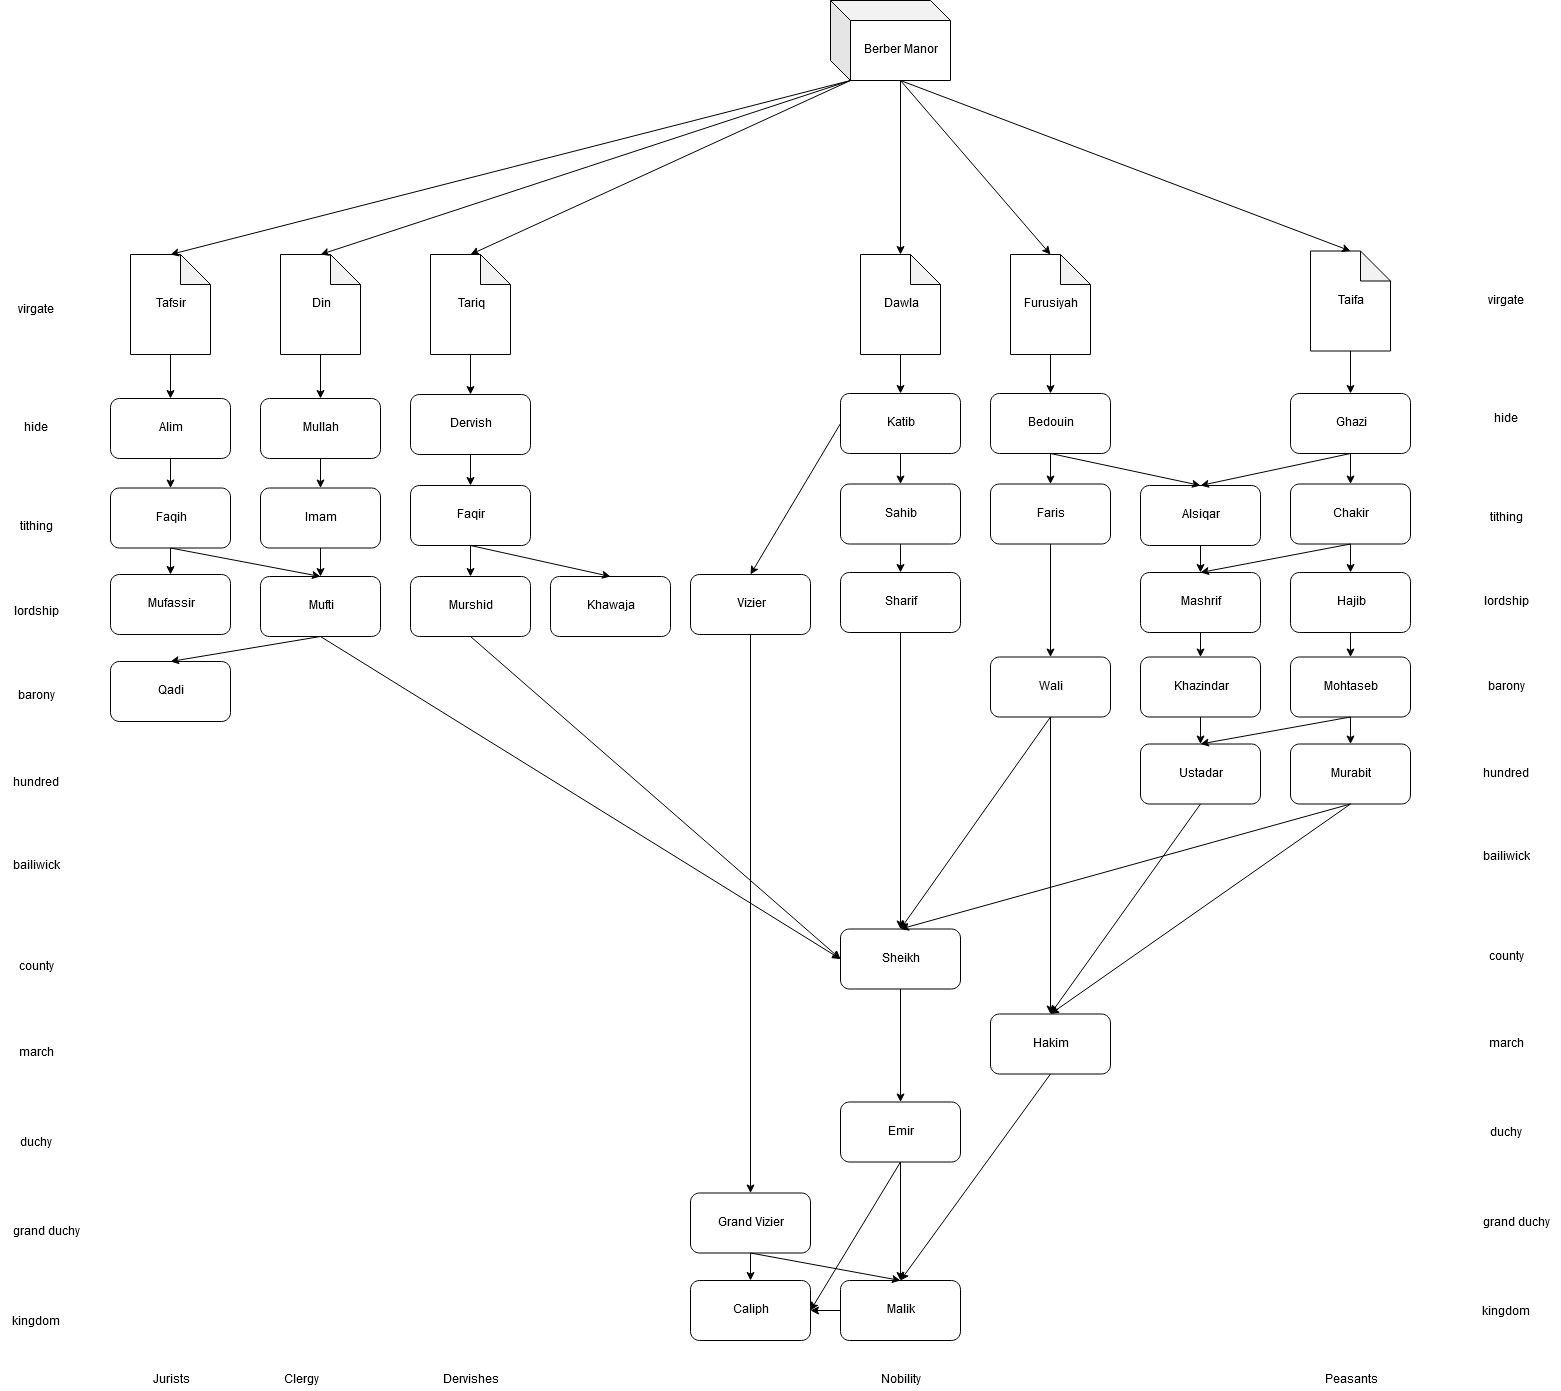 Berber Manor
virgate
Tafsir
Din
Tariq
Dawla
Furusiyah
Taifa
virgate
hide
Alim
Mullah
Dervish
Katib
Bedouin
Ghazi
hide
tithing
Faqih
Imam
Faqir
Sahib
Faris
Alsiqar
Chakir
tithing
lordship
Mufassir
Mufti
Murshid
Khawaja
Vizier
Sharif
Mashrif
Hajib
lordship
barony
Qadi
Wali
Khazindar
Mohtaseb
barony
hundred
Ustadar
Murabit
hundred
bailiwick
bailiwick
county
Sheikh
county
march
Hakim
march
duchy
Emir
duchy
grand duchy
Grand Vizier
grand duchy
kingdom
Caliph
Malik
kingdom
Jurists
Clergy
Dervishes
Nobility
Peasants